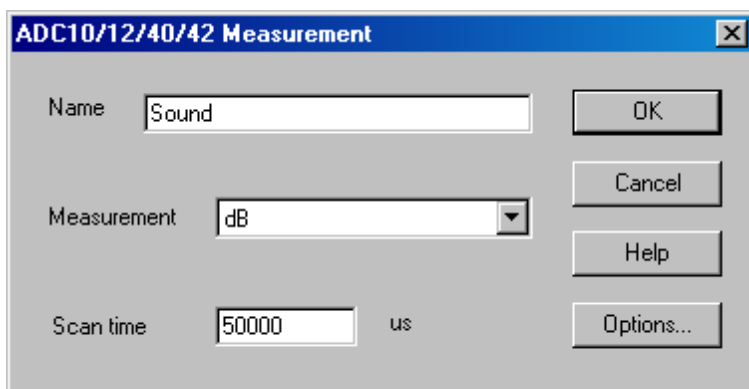 ADC10/12/40/42 Measurement
Name
Sound
OK
Cancel
Measurement
dB
Help
Scan time
50000
us
Options...